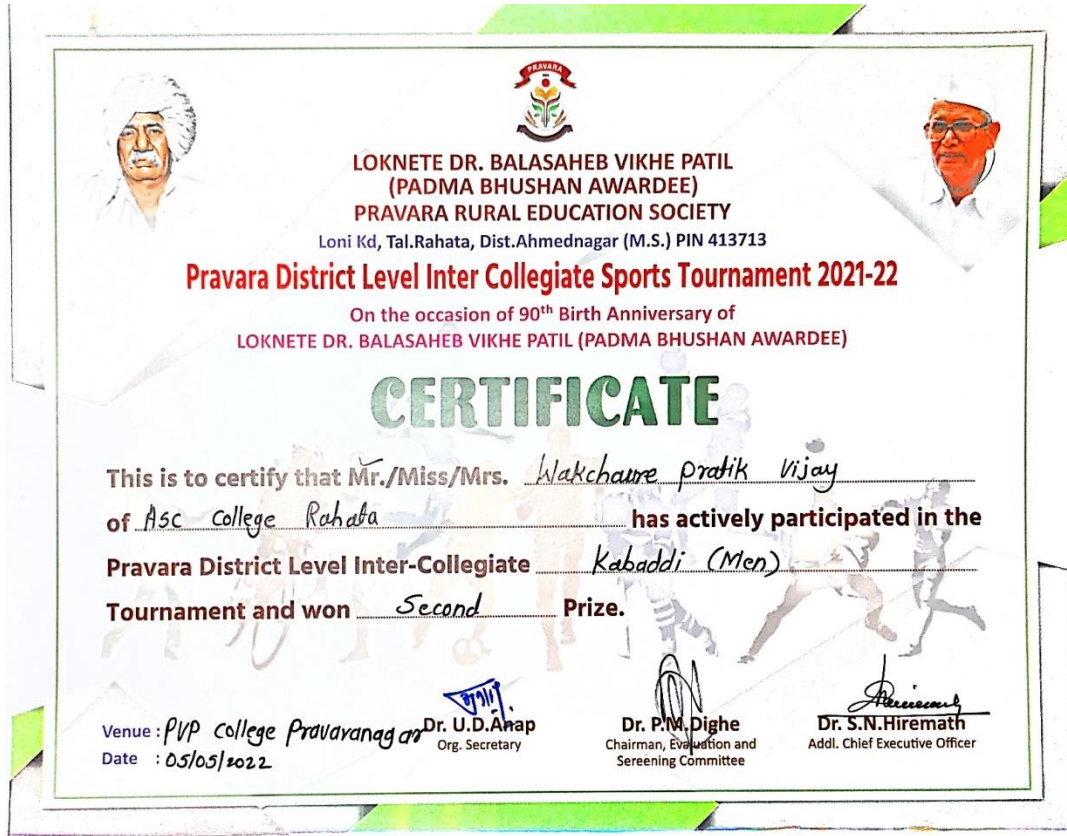 PRAVARA
LOKNETE DR. BALASAHEB VIKHE PATIL
(PADMA BHUSHAN AWARDEE)
PRAVARA RURAL EDUCATION SOCIETY
Loni Kd, Tal.Rahata, Dist.Ahmednagar (M.S.) PIN 413713
Pravara District Level Inter Collegiate Sports Tournament 2021-22
On the occasion of 90th Birth Anniversary of
LOKNETE DR. BALASAHEB VIKHE PATIL (PADMA BHUSHAN AWARDEE)
CERTIFICATE
This is to certify that Mr./Miss/Mrs. Wakchaure Pratik Vijay
of Asc College Rahata has actively participated in the
Pravara District Level Inter-Collegiate Kabaddi (Men)
Tournament and won Second Prize.
Venue : PVP College Pravaranagar
Date : 05/05/2022
Dr. U.D.Anap
Org. Secretary
Dr. P.M.Dighe
Chairman, Evaluation and
Sereening Committee
Dr. S.N.Hiremath
Addl. Chief Executive Officer